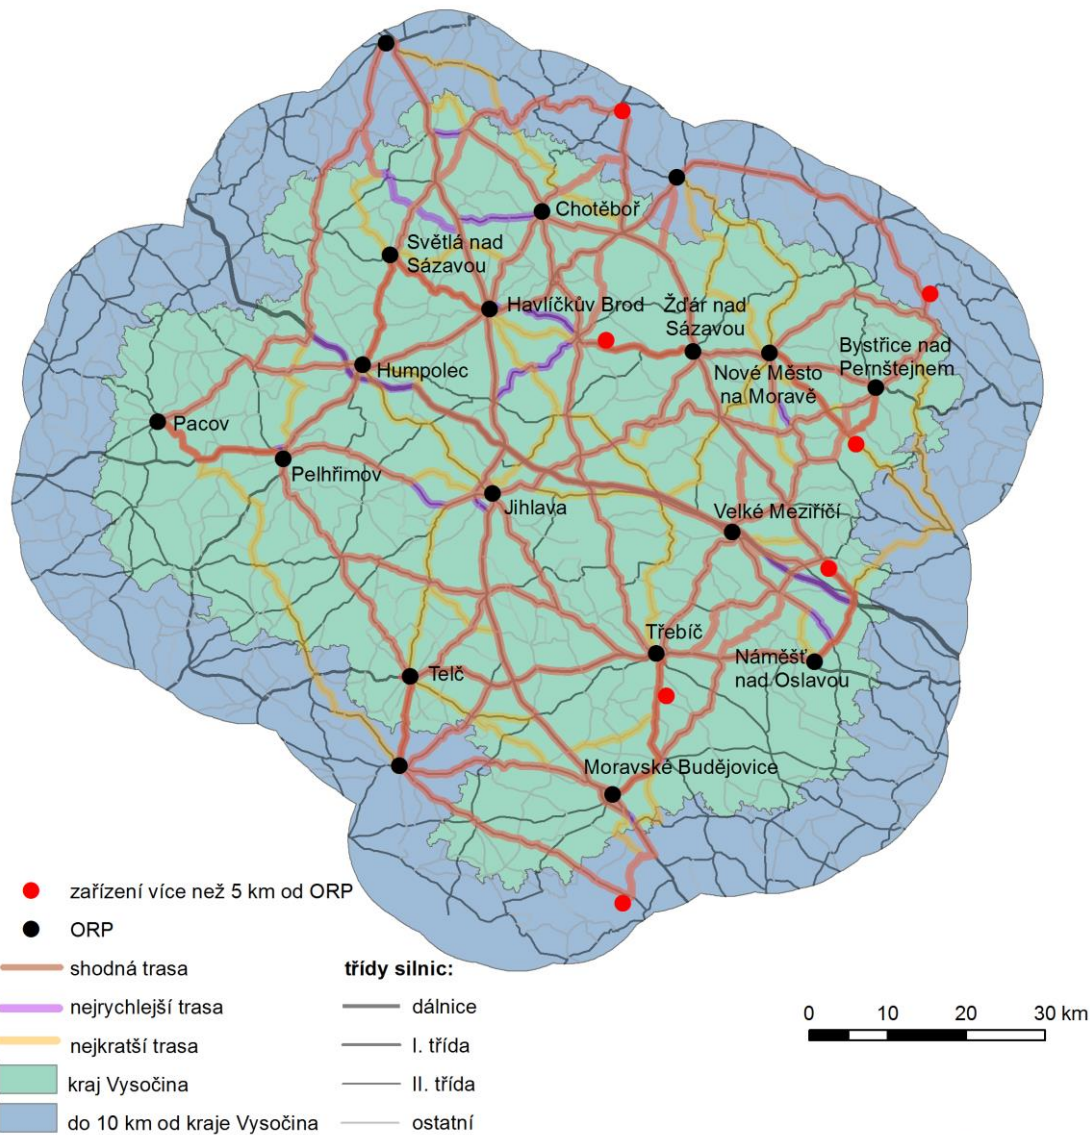 Chotěboř
Světlá nad
Sázavou
Havlíčkův Brod
Žďár nad
Sázavou
Bystřice nad
Pernštejnem
Humpolec
Nové Město
na Moravě
Pacov
Pelhřimov
Jihlava
Velké Meziříčí
Třebíč
Náměšť
nad Oslavou
Telč
Moravské Budějovice
zařízení více než 5 km od ORP
ORP
shodná trasa
nejrychlejší trasa
nejkratší trasa
kraj Vysočina
do 10 km od kraje Vysočina
třídy silnic:
dálnice
I. třída
II. třída
ostatní
0 10 20 30 km